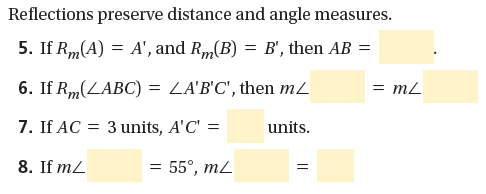 Reflections preserve distance and angle measures.
5. If Rm(A) = A', and Rm(B) = B', then AB = .
6. If Rm(∠ABC) = ∠A'B'C', then m∠ = m∠
7. If AC = 3 units, A'C' = units.
8. If m∠ = 55°, m∠ =